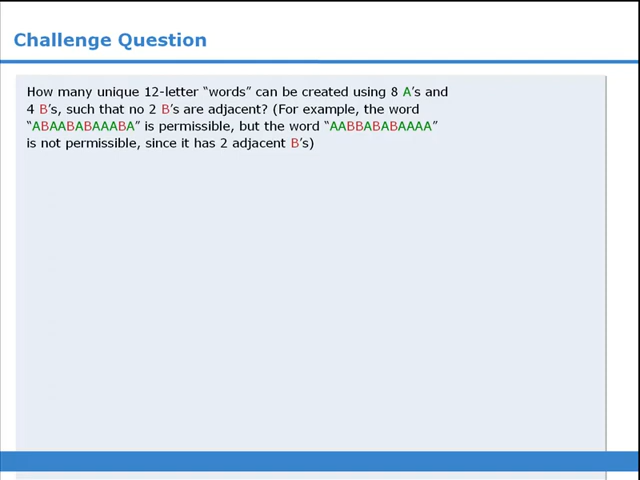 Challenge Question
How many unique 12-letter “words” can be created using 8 A’s and
4 B’s, such that no 2 B’s are adjacent? (For example, the word
“ABAABABAAABA” is permissible, but the word “AABBABABAAAA”
is not permissible, since it has 2 adjacent B’s)